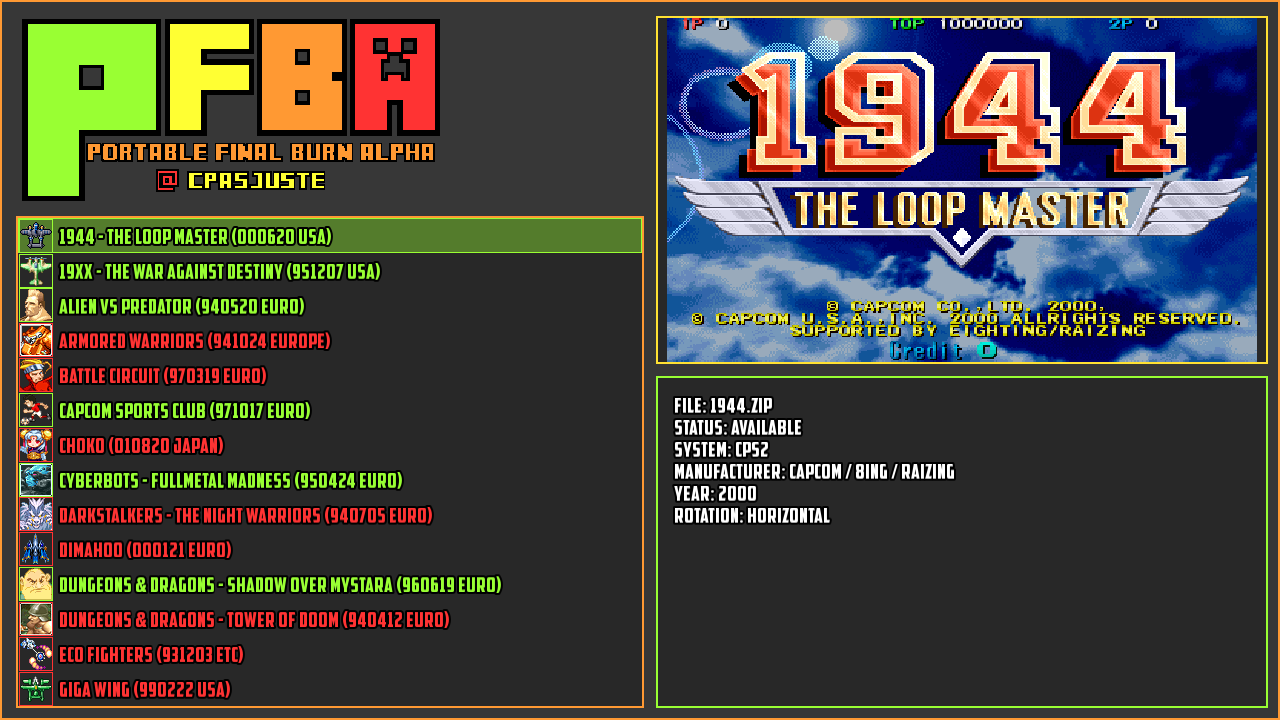 PFBA
PORTABLE FINAL BURN ALPHA
@ CPASJUSTE
1944 - THE LOOP MASTER (000620 USA)
19XX - THE WAR AGAINST DESTINY (951207 USA)
ALIEN VS PREDATOR (940520 EURO)
ARMORED WARRIORS (941024 EUROPE)
BATTLE CIRCUIT (970319 EURO)
CAPCOM SPORTS CLUB (971017 EURO)
CHOKO (010820 JAPAN)
CYBERBOTS - FULLMETAL MADNESS (950424 EURO)
DARKSTALKERS - THE NIGHT WARRIORS (940705 EURO)
DIMAHOO (000121 EURO)
DUNGEONS & DRAGONS - SHADOW OVER MYSTARA (960619 EURO)
DUNGEONS & DRAGONS - TOWER OF DOOM (940412 EURO)
ECO FIGHTERS (931203 ETC)
GIGA WING (990222 USA)
1P 0 TOP 1000000 2P 0
1944
THE LOOP MASTER
© CAPCOM CO.,LTD. 2000,
© CAPCOM U.S.A.,INC. 2000 ALLRIGHTS RESERVED.
SUPPORTED BY EIGHTING/RAIZING
Credit 0
FILE: 1944.ZIP
STATUS: AVAILABLE
SYSTEM: CPS2
MANUFACTURER: CAPCOM / 8ING / RAIZING
YEAR: 2000
ROTATION: HORIZONTAL